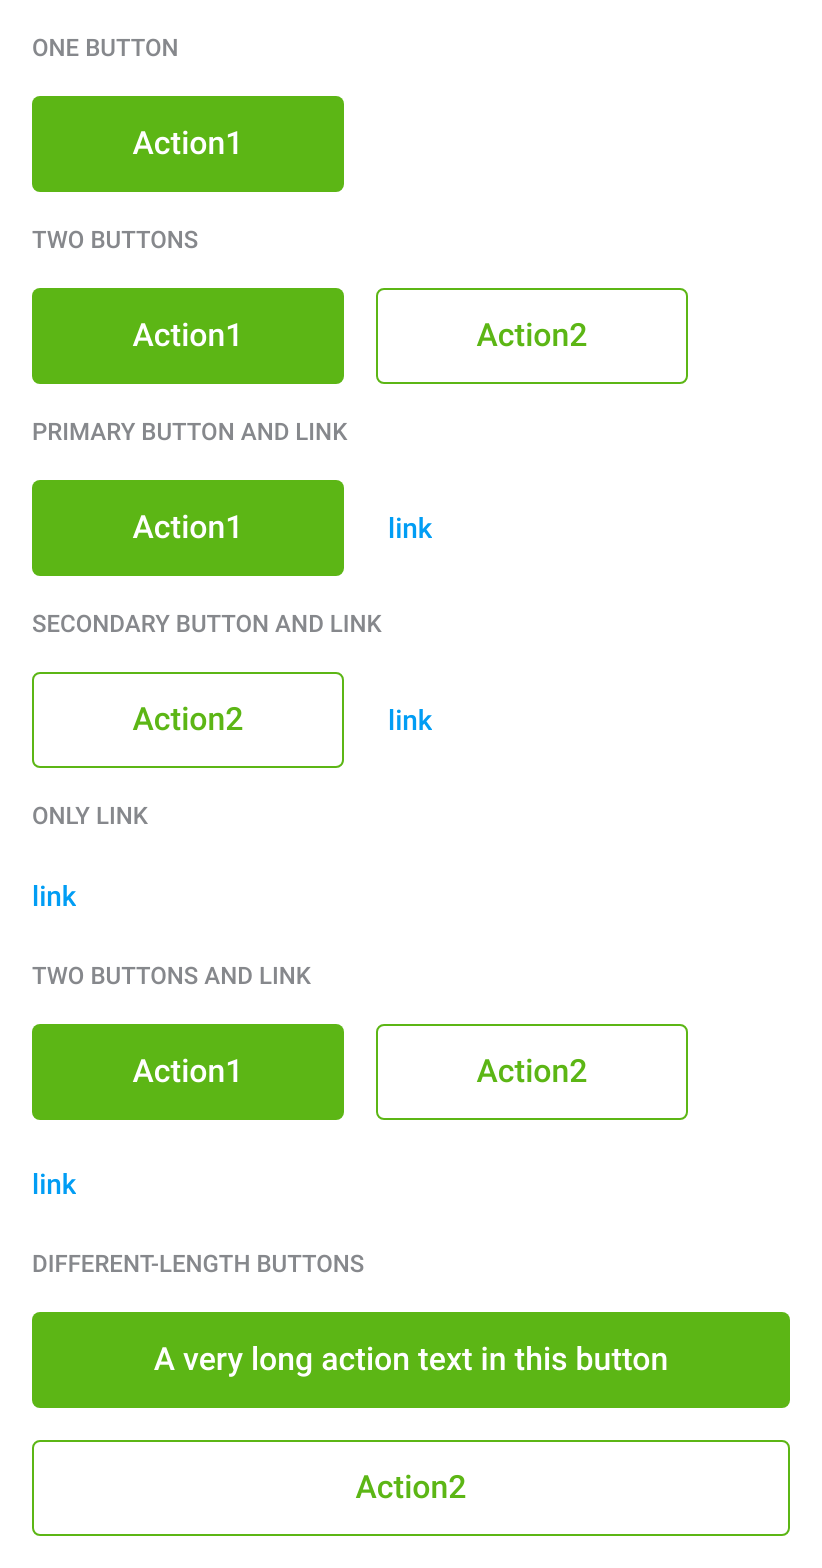 ONE BUTTON
Action1
TWO BUTTONS
Action1 Action2
PRIMARY BUTTON AND LINK
Action1 link
SECONDARY BUTTON AND LINK
Action2 link
ONLY LINK
link
TWO BUTTONS AND LINK
Action1 Action2
link
DIFFERENT-LENGTH BUTTONS
A very long action text in this button
Action2